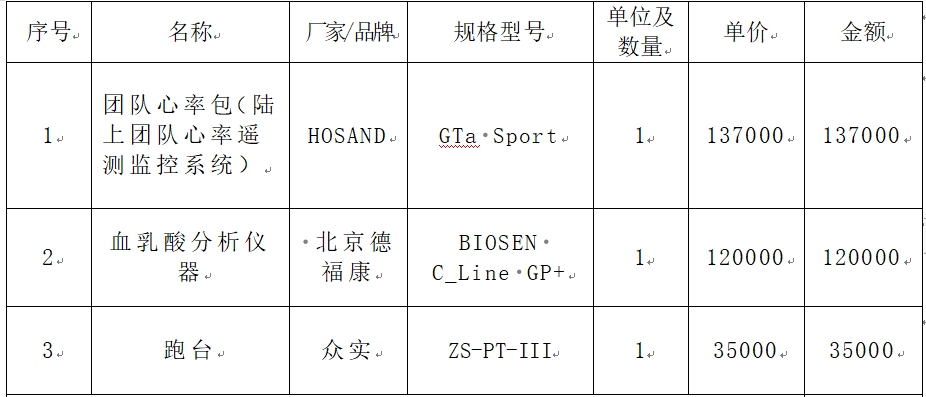 序号 名称 厂家/品牌 规格型号 单位及 单价 金额
数量
团队心率包（陆
1 上团队心率遥 HOSAND GTa Sport 1 137000 137000
测监控系统）
2 血乳酸分析仪 北京德 BIOSEN 1 120000 120000
器 福康 C_Line GP+
3 跑台 众实 ZS-PT-III 1 35000 35000